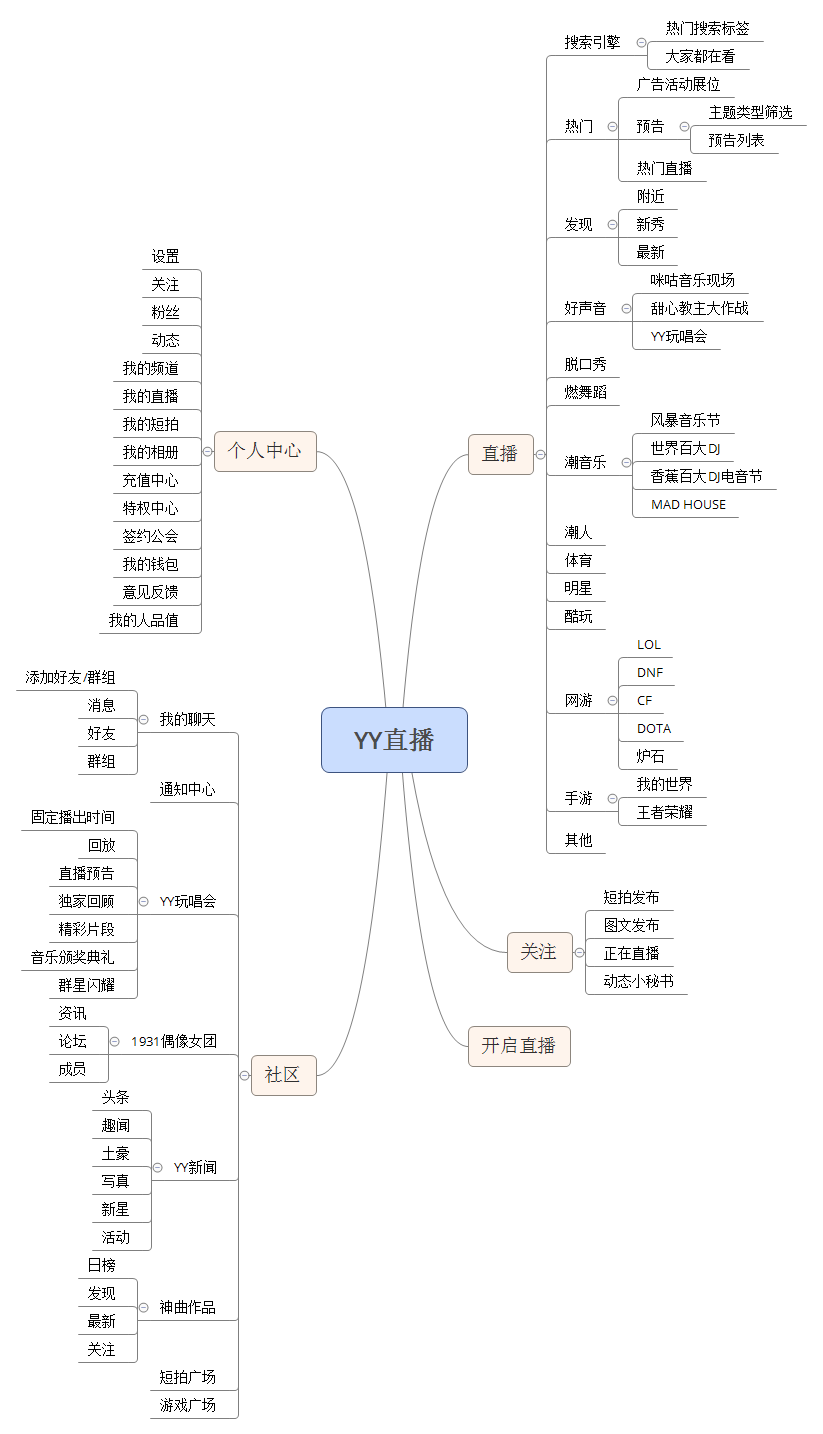 YY直播
直播
搜索引擎
热门搜索标签
大家都在看
热门
广告活动展位
预告
主题类型筛选
预告列表
热门直播
发现
附近
新秀
最新
好声音
咪咕音乐现场
甜心教主大作战
YY玩唱会
脱口秀
燃舞蹈
潮音乐
风暴音乐节
世界百大DJ
香蕉百大DJ电音节
MAD HOUSE
潮人
体育
明星
酷玩
网游
LOL
DNF
CF
DOTA
炉石
手游
我的世界
王者荣耀
其他
关注
短拍发布
图文发布
正在直播
动态小秘书
开启直播
个人中心
设置
关注
粉丝
动态
我的频道
我的直播
我的短拍
我的相册
充值中心
特权中心
签约公会
我的钱包
意见反馈
我的人品值
社区
我的聊天
添加好友/群组
消息
好友
群组
通知中心
YY玩唱会
固定播出时间
回放
直播预告
独家回顾
精彩片段
音乐颁奖典礼
群星闪耀
1931偶像女团
资讯
论坛
成员
YY新闻
头条
趣闻
土豪
写真
新星
活动
神曲作品
日榜
发现
最新
关注
短拍广场
游戏广场